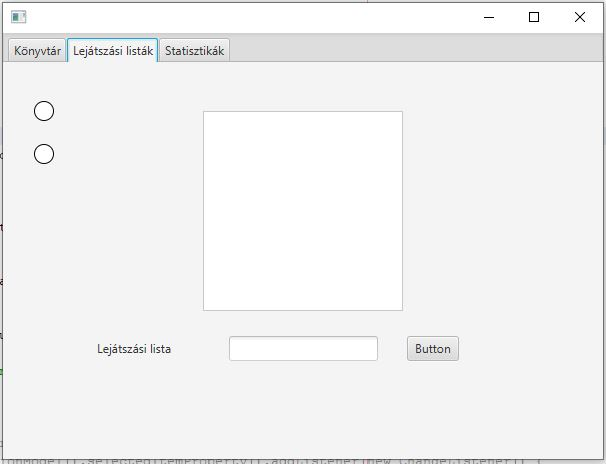 Könyvtár
Lejátszási listák
Statisztikák
Lejátszási lista
Button